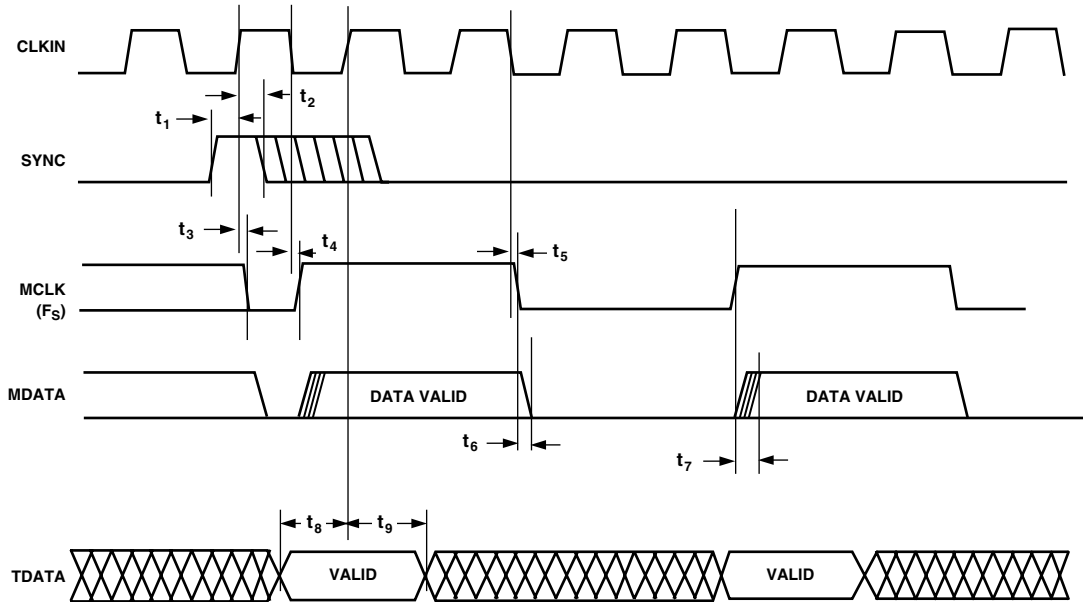 CLKIN
t2
t1
SYNC
t3
t4
t5
MCLK
(FS)
MDATA
DATA VALID
DATA VALID
t6
t7
t8
t9
TDATA
VALID
VALID